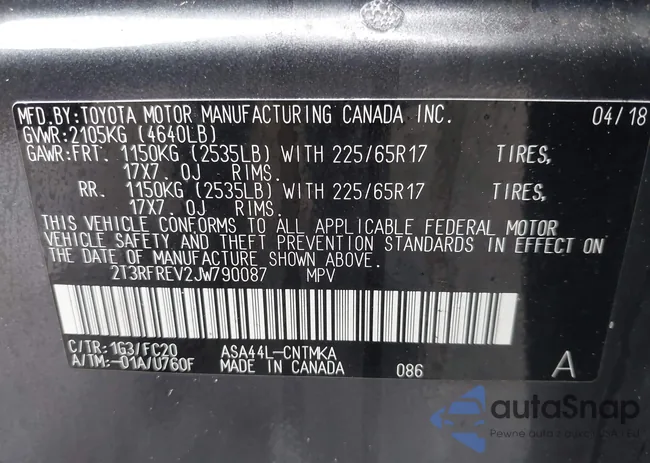 MFD.BY:TOYOTA MOTOR MANUFACTURING CANADA INC. 04/18
GVWR:2105KG (4640LB)
GAWR:FRT. 1150KG (2535LB) WITH 225/65R17 TIRES,
17X7.0J RIMS.
RR. 1150KG (2535LB) WITH 225/65R17 TIRES,
17X7.0J RIMS.
THIS VEHICLE CONFORMS TO ALL APPLICABLE FEDERAL MOTOR
VEHICLE SAFETY AND THEFT PREVENTION STANDARDS IN EFFECT ON
THE DATE OF MANUFACTURE SHOWN ABOVE.
2T3RFREV2JW790087 MPV
C/TR:1G3/FC20 ASA44L-CNTMKA
A/TM:-01A/U760F MADE IN CANADA 086 A
autaSnap